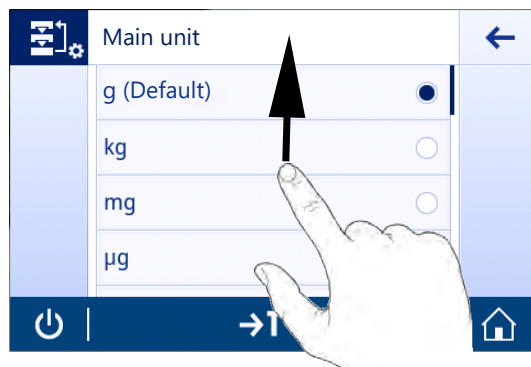 Main unit
g (Default)
kg
mg
µg
→T